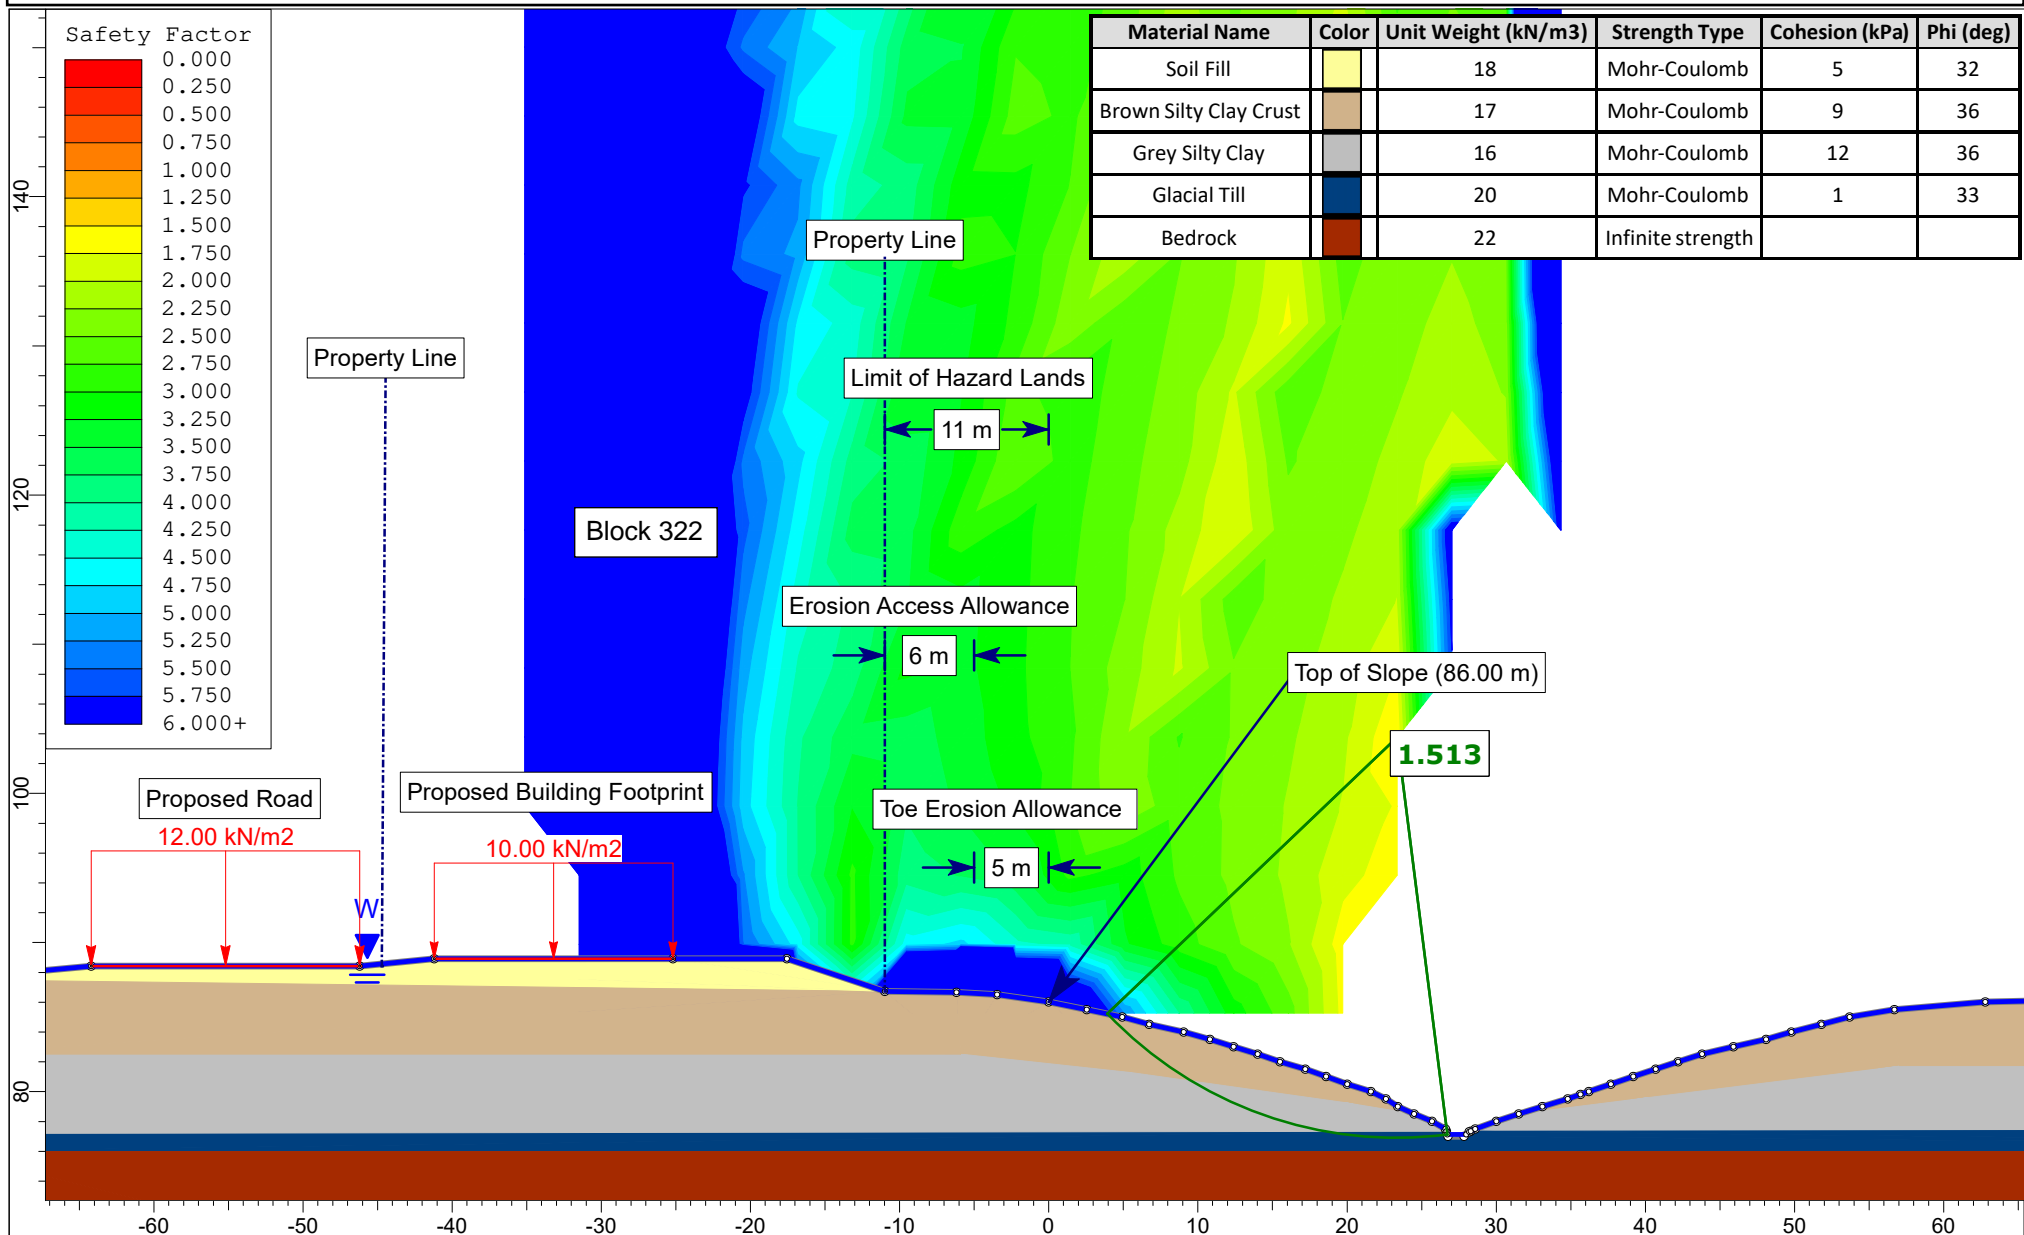 Safety Factor
0.000
0.250
0.500
0.750
1.000
1.250
1.500
1.750
2.000
2.250
2.500
2.750
3.000
3.250
3.500
3.750
4.000
4.250
4.500
4.750
5.000
5.250
5.500
5.750
6.000+
Material Name Color Unit Weight (kN/m3) Strength Type Cohesion (kPa) Phi (deg)
Soil Fill 18 Mohr-Coulomb 5 32
Brown Silty Clay Crust 17 Mohr-Coulomb 9 36
Grey Silty Clay 16 Mohr-Coulomb 12 36
Glacial Till 20 Mohr-Coulomb 1 33
Bedrock 22 Infinite strength
Property Line
Property Line
Limit of Hazard Lands
11 m
Block 322
Erosion Access Allowance
6 m
Top of Slope (86.00 m)
1.513
Proposed Road
12.00 kN/m2
Proposed Building Footprint
10.00 kN/m2
Toe Erosion Allowance
5 m
W
140
120
100
80
-60 -50 -40 -30 -20 -10 0 10 20 30 40 50 60